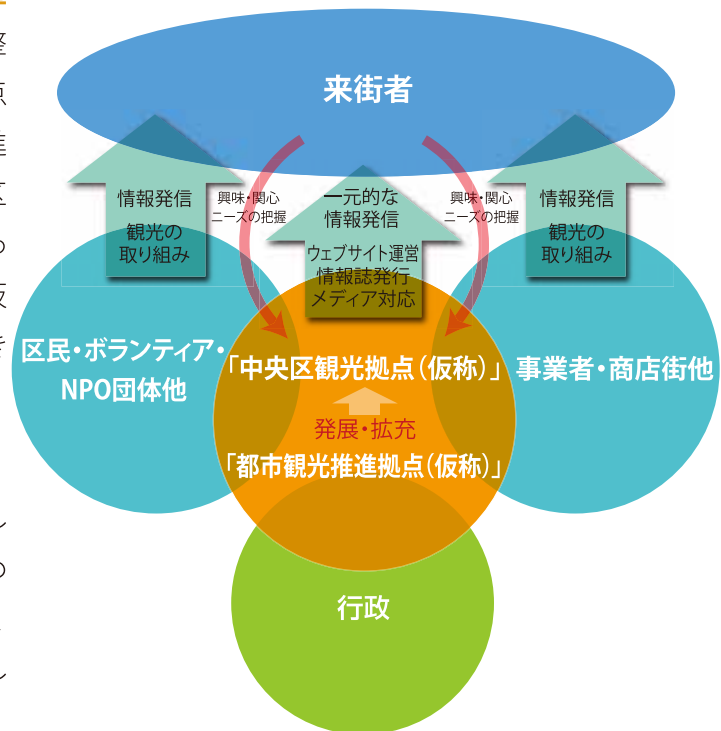 来街者
情報発信
観光の
取り組み
興味・関心
ニーズの把握
一元的な
情報発信
ウェブサイト運営
情報誌発行
メディア対応
興味・関心
ニーズの把握
情報発信
観光の
取り組み
区民・ボランティア・
NPO団体他
「中央区観光拠点（仮称）」
事業者・商店街他
発展・拡充
「都市観光推進拠点（仮称）」
行政